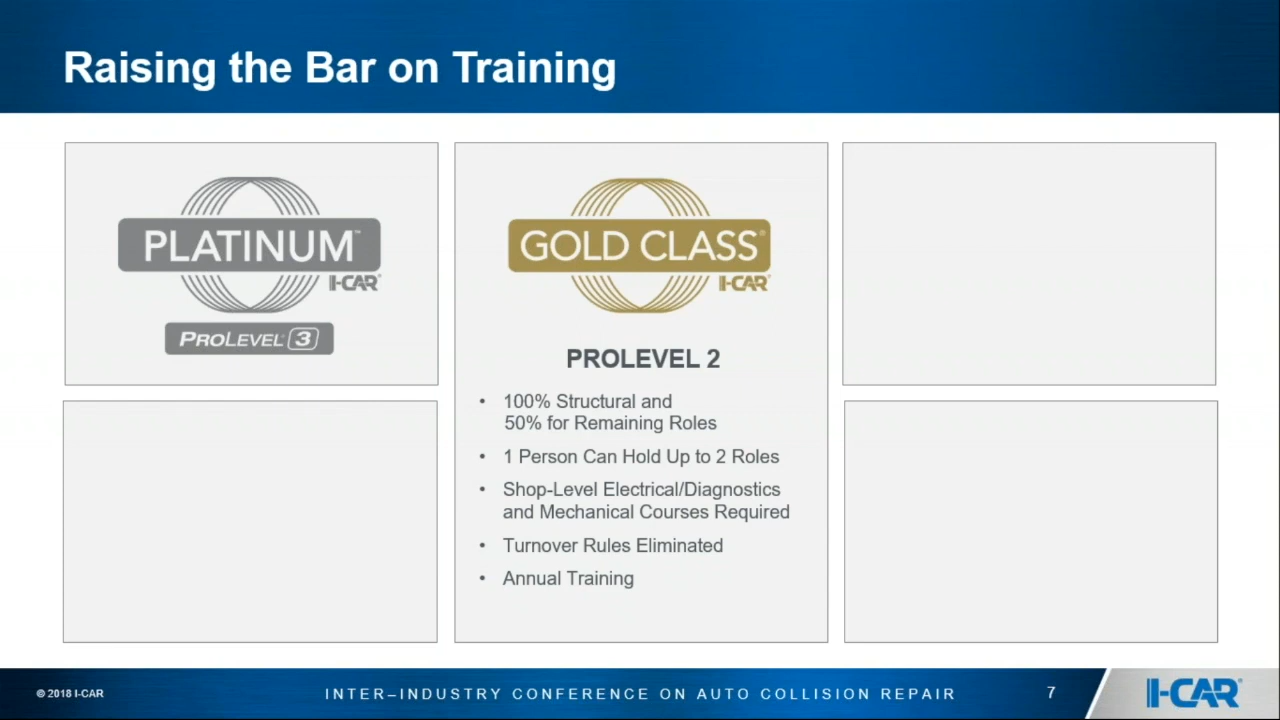 Raising the Bar on Training
PLATINUM™
I-CAR®
PROLEVEL® 3
GOLD CLASS®
I-CAR®
PROLEVEL 2
• 100% Structural and
50% for Remaining Roles
• 1 Person Can Hold Up to 2 Roles
• Shop-Level Electrical/Diagnostics
and Mechanical Courses Required
• Turnover Rules Eliminated
• Annual Training
© 2018 I-CAR
INTER–INDUSTRY CONFERENCE ON AUTO COLLISION REPAIR
7
I-CAR®